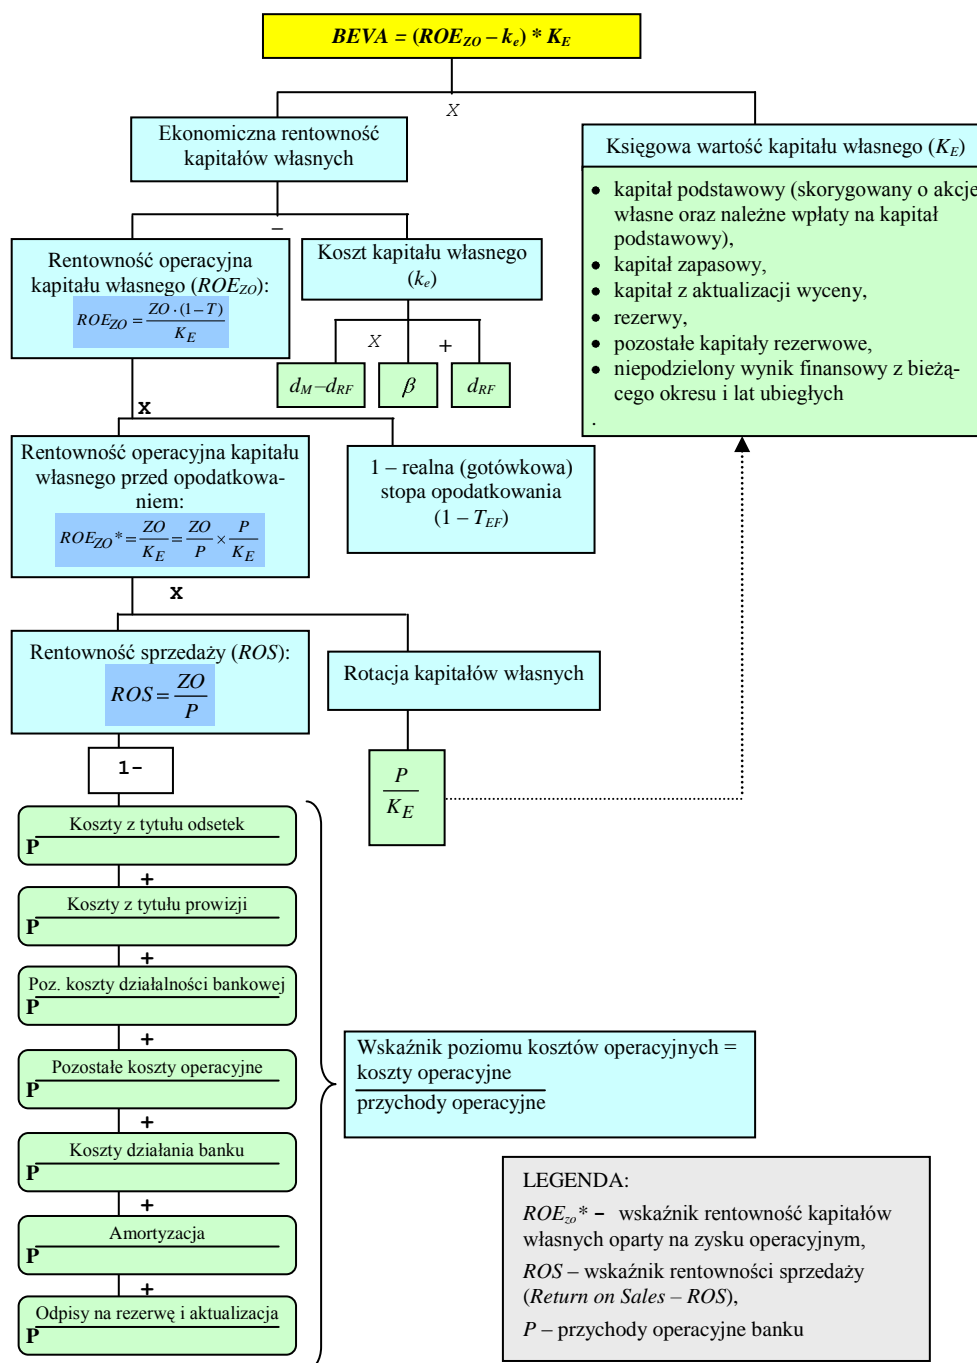 BEVA = (ROE_ZO – k_e) * K_E
X
Ekonomiczna rentowność
kapitałów własnych
Księgowa wartość kapitału własnego (K_E)
• kapitał podstawowy (skorygowany o akcje
własne oraz należne wpłaty na kapitał
podstawowy),
• kapitał zapasowy,
• kapitał z aktualizacji wyceny,
• rezerwy,
• pozostałe kapitały rezerwowe,
• niepodzielony wynik finansowy z bieżą-
cego okresu i lat ubiegłych
.
–
Rentowność operacyjna
kapitału własnego (ROE_ZO):
ROE_ZO = ZO · (1 – T) / K_E
Koszt kapitału własnego
(k_e)
X
+
d_M – d_RF
β
d_RF
x
Rentowność operacyjna kapitału
własnego przed opodatkowa-
niem:
ROE_ZO* = ZO / K_E = ZO / P × P / K_E
1 – realna (gotówkowa)
stopa opodatkowania
(1 – T_EF)
x
Rentowność sprzedaży (ROS):
ROS = ZO / P
Rotacja kapitałów własnych
P / K_E
1-
Koszty z tytułu odsetek
P
+
Koszty z tytułu prowizji
P
+
Poz. koszty działalności bankowej
P
+
Pozostałe koszty operacyjne
P
+
Koszty działania banku
P
+
Amortyzacja
P
+
Odpisy na rezerwę i aktualizacja
P
Wskaźnik poziomu kosztów operacyjnych =
koszty operacyjne
przychody operacyjne
LEGENDA:
ROE_zo* – wskaźnik rentowność kapitałów
własnych oparty na zysku operacyjnym,
ROS – wskaźnik rentowności sprzedaży
(Return on Sales – ROS),
P – przychody operacyjne banku